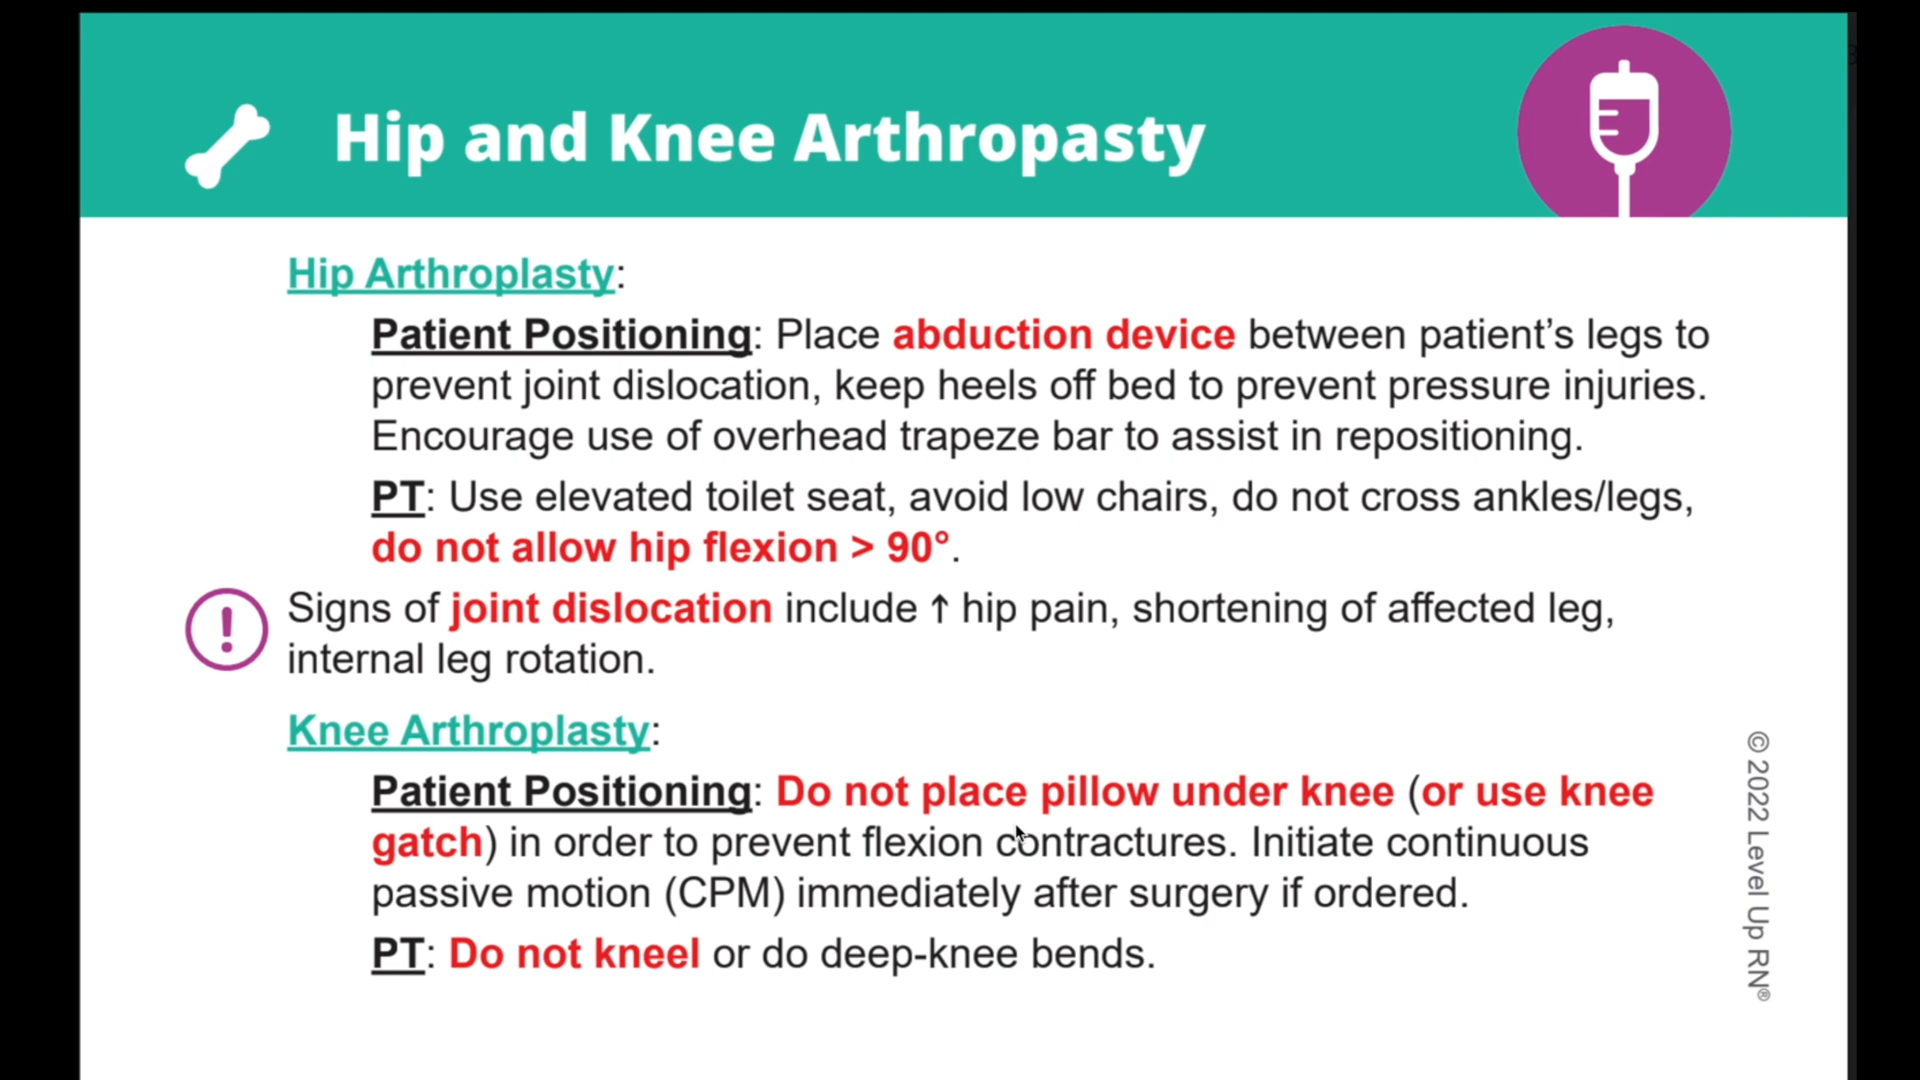 Hip and Knee Arthropasty
Hip Arthroplasty:
Patient Positioning: Place abduction device between patient's legs to
prevent joint dislocation, keep heels off bed to prevent pressure injuries.
Encourage use of overhead trapeze bar to assist in repositioning.
PT: Use elevated toilet seat, avoid low chairs, do not cross ankles/legs,
do not allow hip flexion > 90°.
Signs of joint dislocation include ↑ hip pain, shortening of affected leg,
internal leg rotation.
Knee Arthroplasty:
Patient Positioning: Do not place pillow under knee (or use knee
gatch) in order to prevent flexion contractures. Initiate continuous
passive motion (CPM) immediately after surgery if ordered.
PT: Do not kneel or do deep-knee bends.
© 2022 Level Up RN®